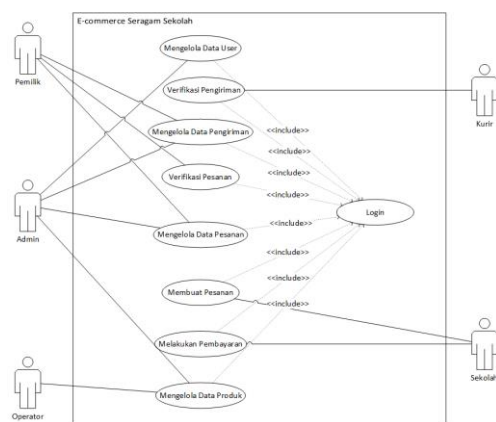 E-commerce Seragam Sekolah
Mengelola Data User
Pemilik
Verifikasi Pengiriman
Kurir
<<include>>
Mengelola Data Pengiriman
<<include>>
<<include>>
Verifikasi Pesanan
<<include>>
Login
Admin
<<include>>
Mengelola Data Pesanan
<<include>>
<<include>>
Membuat Pesanan
<<include>>
Melakukan Pembayaran
Sekolah
Mengelola Data Produk
Operator